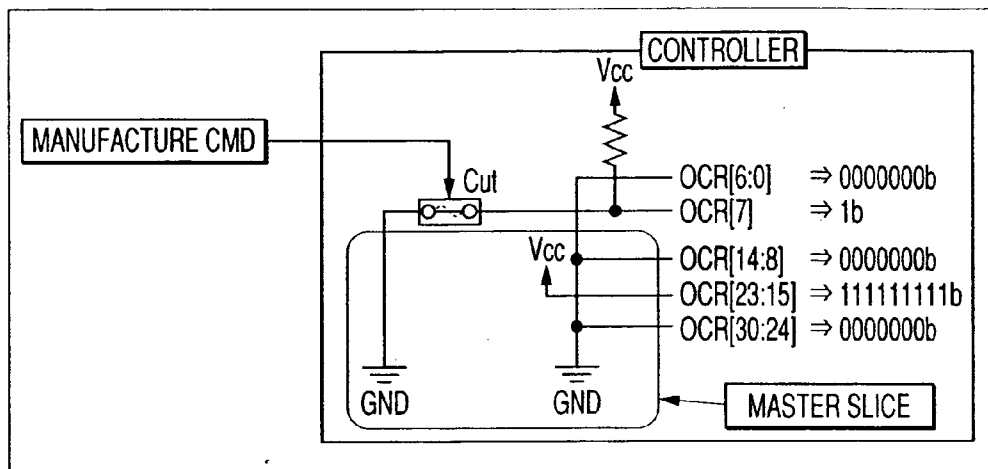 CONTROLLER
Vcc
MANUFACTURE CMD
Cut
OCR[6:0] ⇒ 0000000b
OCR[7] ⇒ 1b
Vcc
OCR[14:8] ⇒ 0000000b
OCR[23:15] ⇒ 111111111b
OCR[30:24] ⇒ 0000000b
GND
GND
MASTER SLICE